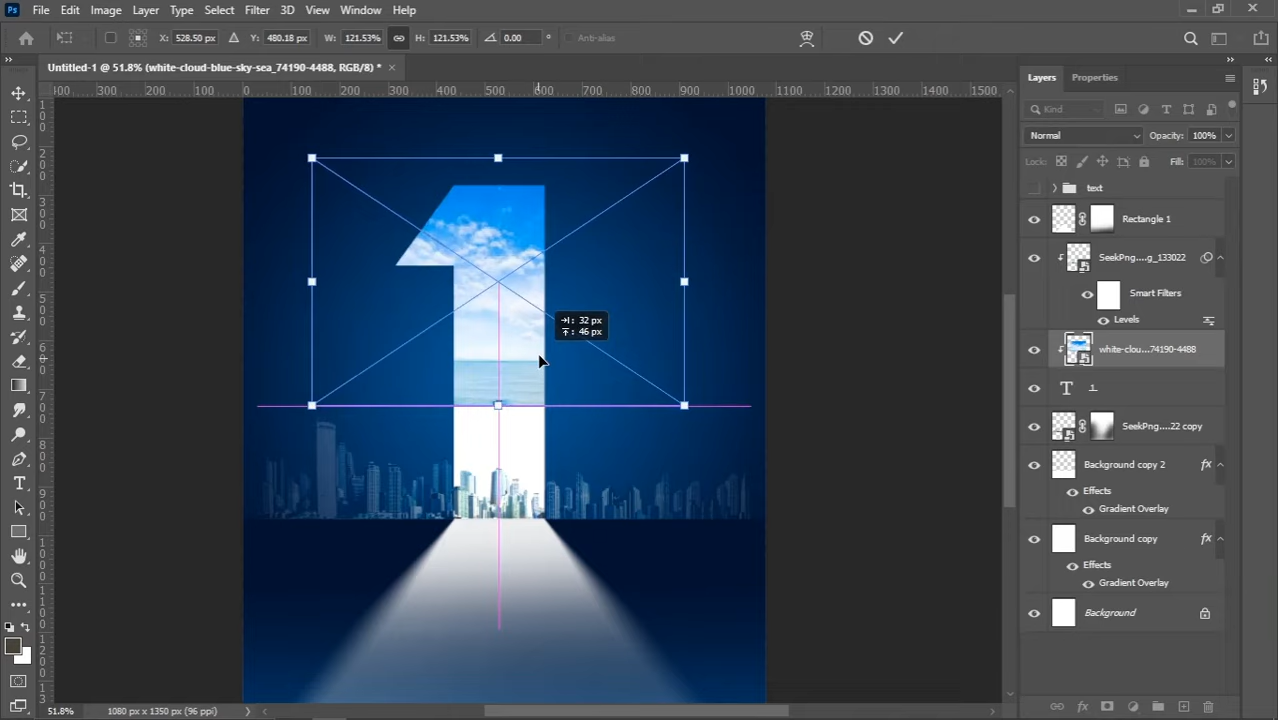 Ps File Edit Image Layer Type Select Filter 3D View Window Help
X: 528.50 px Y: 480.18 px W: 121.53% H: 121.53% 0.00 ° Anti-alias
Untitled-1 @ 51.8% (white-cloud-blue-sky-sea_74190-4488, RGB/8) * ×
300 200 100 0 100 200 300 400 500 600 700 800 900 1000 1100 1200 1300 1400 1500
Layers Properties
Kind
Normal Opacity: 100%
Lock: Fill: 100%
text
Rectangle 1
SeekPng....g_133022
Smart Filters
Levels
white-clou...74190-4488
T 1
SeekPng....22 copy
Background copy 2 fx
Effects
Gradient Overlay
Background copy fx
Effects
Gradient Overlay
Background
1
32 px
46 px
51.8% 1080 px x 1350 px (96 ppi)